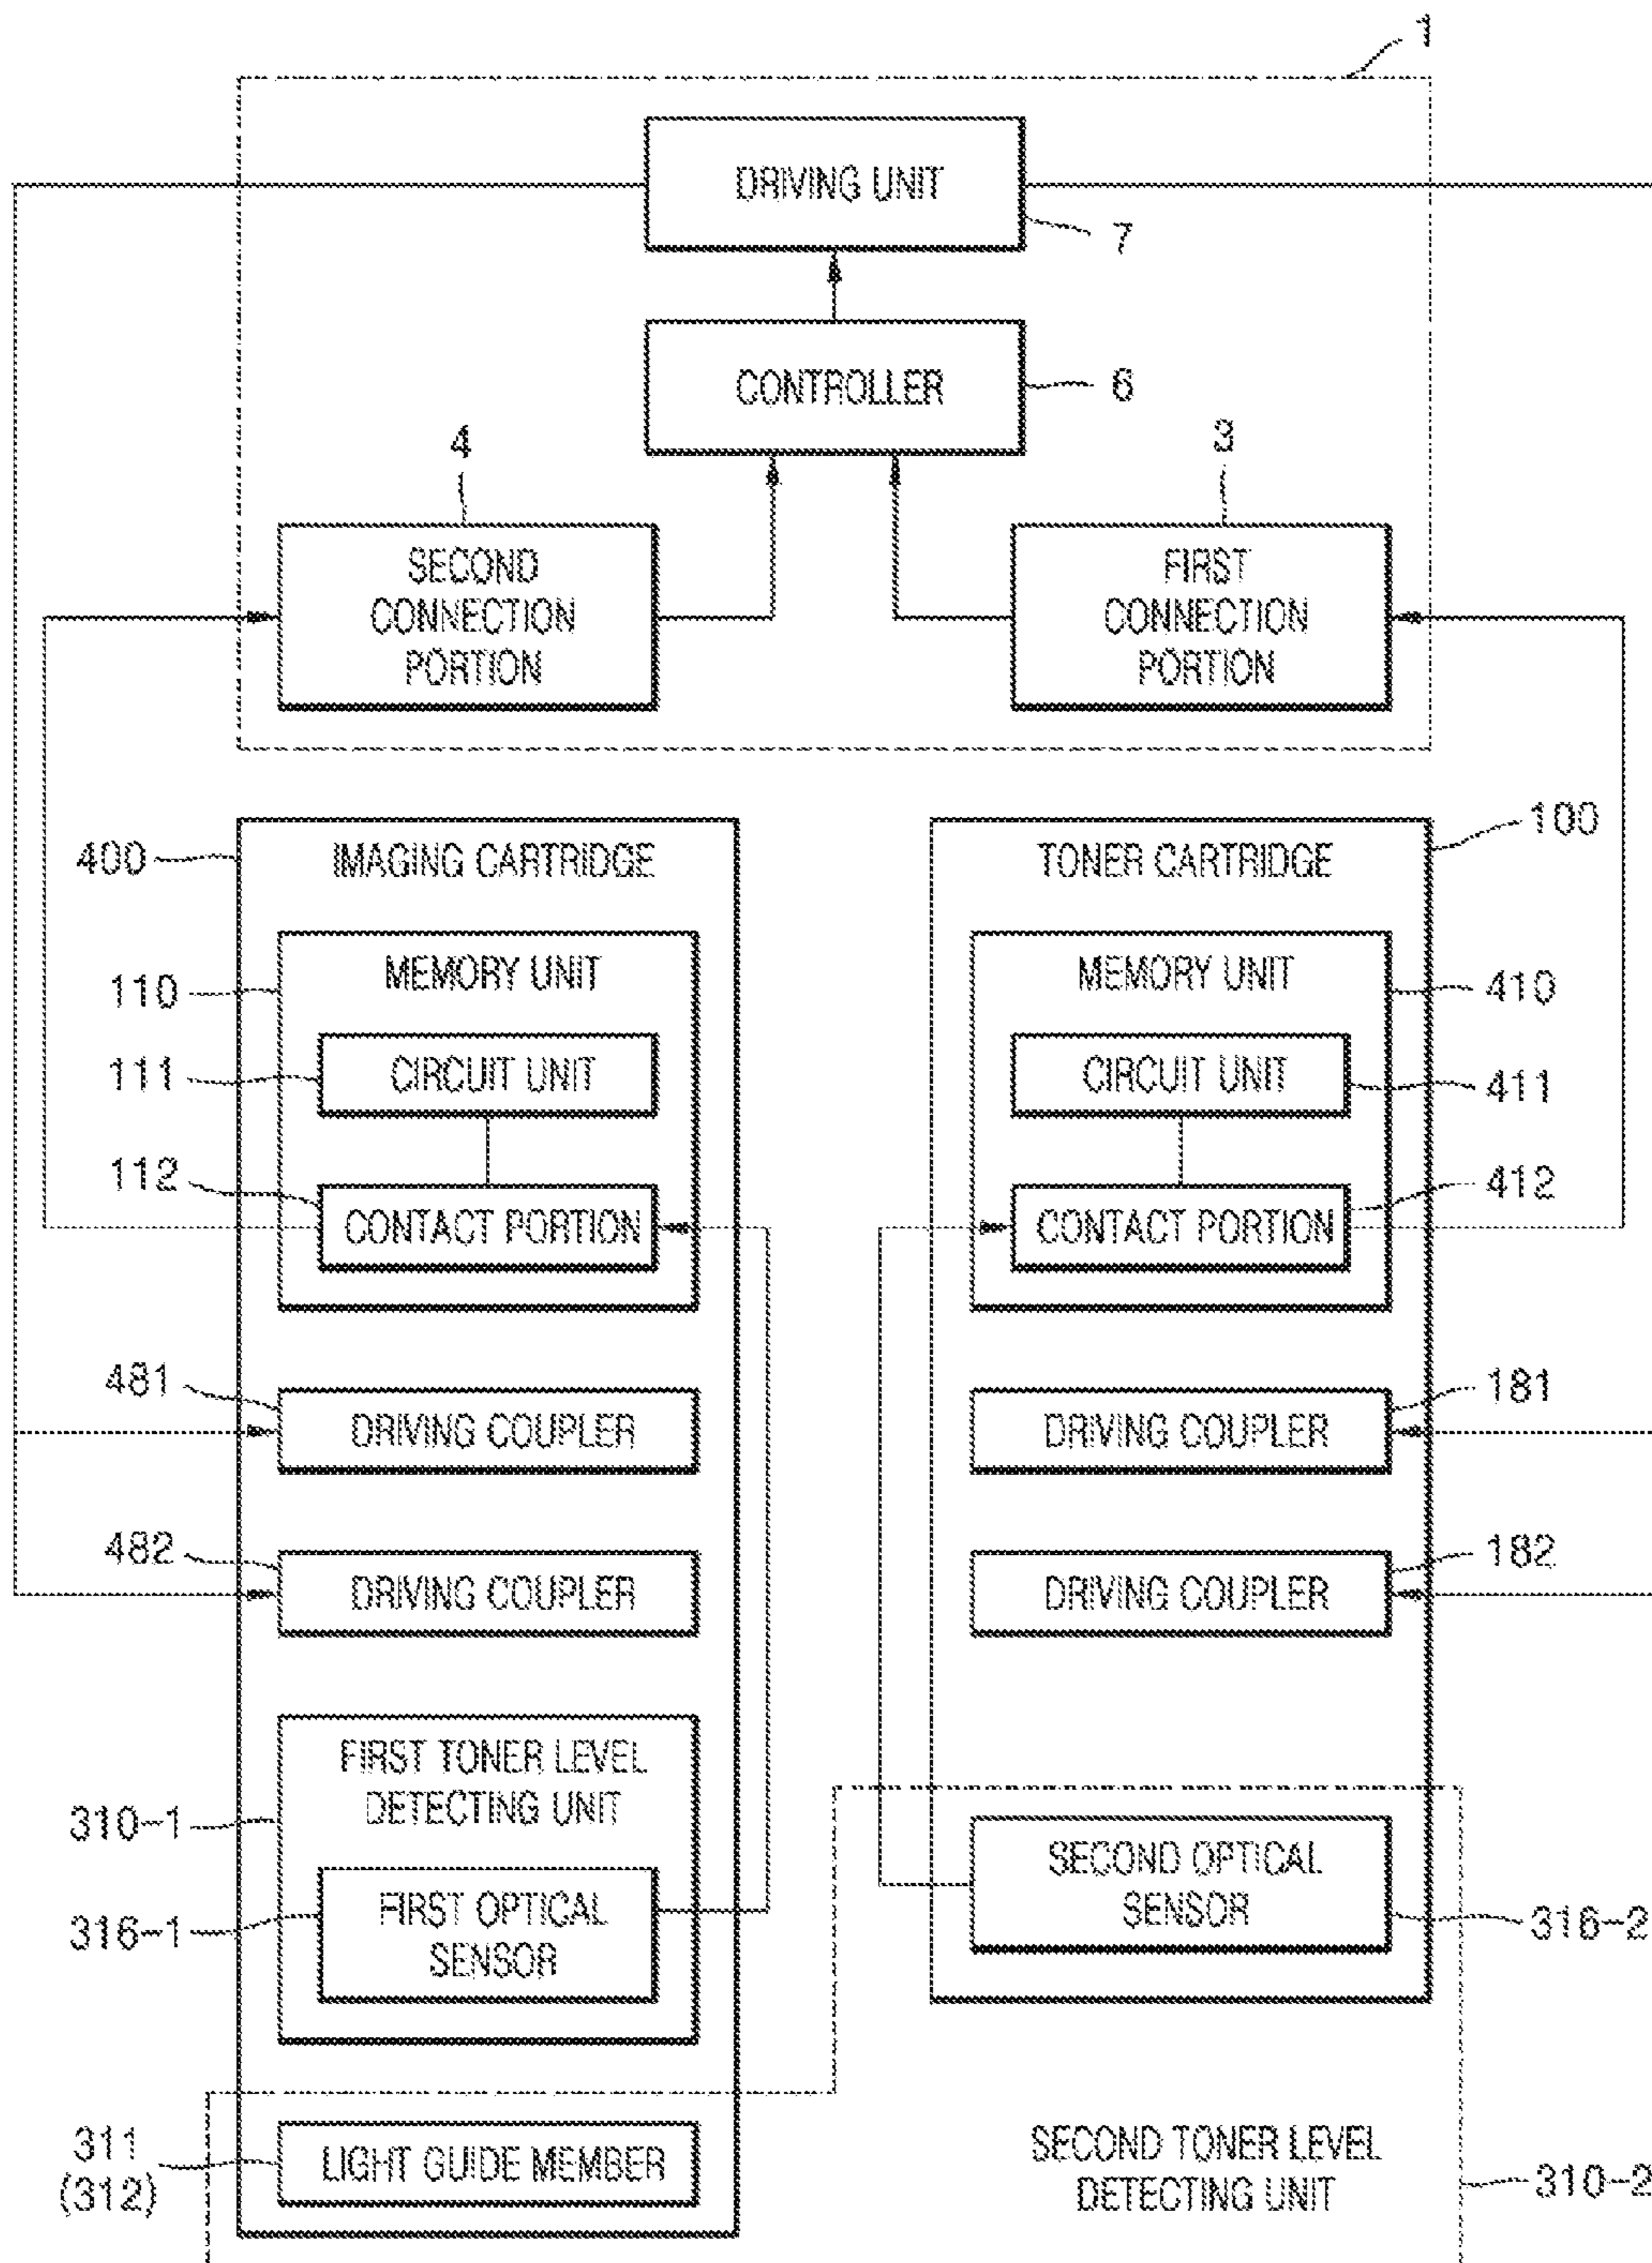 1
DRIVING UNIT
7
CONTROLLER
6
4
3
SECOND
CONNECTION
PORTION
FIRST
CONNECTION
PORTION
400
IMAGING CARTRIDGE
110
MEMORY UNIT
111
CIRCUIT UNIT
112
CONTACT PORTION
481
DRIVING COUPLER
482
DRIVING COUPLER
310-1
FIRST TONER LEVEL
DETECTING UNIT
316-1
FIRST OPTICAL
SENSOR
311
(312)
LIGHT GUIDE MEMBER
100
TONER CARTRIDGE
MEMORY UNIT
410
CIRCUIT UNIT
411
CONTACT PORTION
412
DRIVING COUPLER
181
DRIVING COUPLER
182
SECOND OPTICAL
SENSOR
316-2
SECOND TONER LEVEL
DETECTING UNIT
310-2